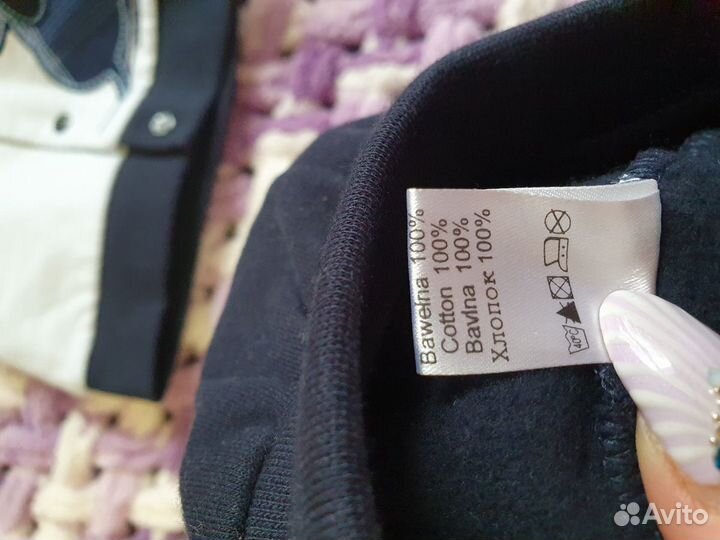 Bawełna 100%
Cotton 100%
Bavlna 100%
Хлопок 100%
40°C
Avito